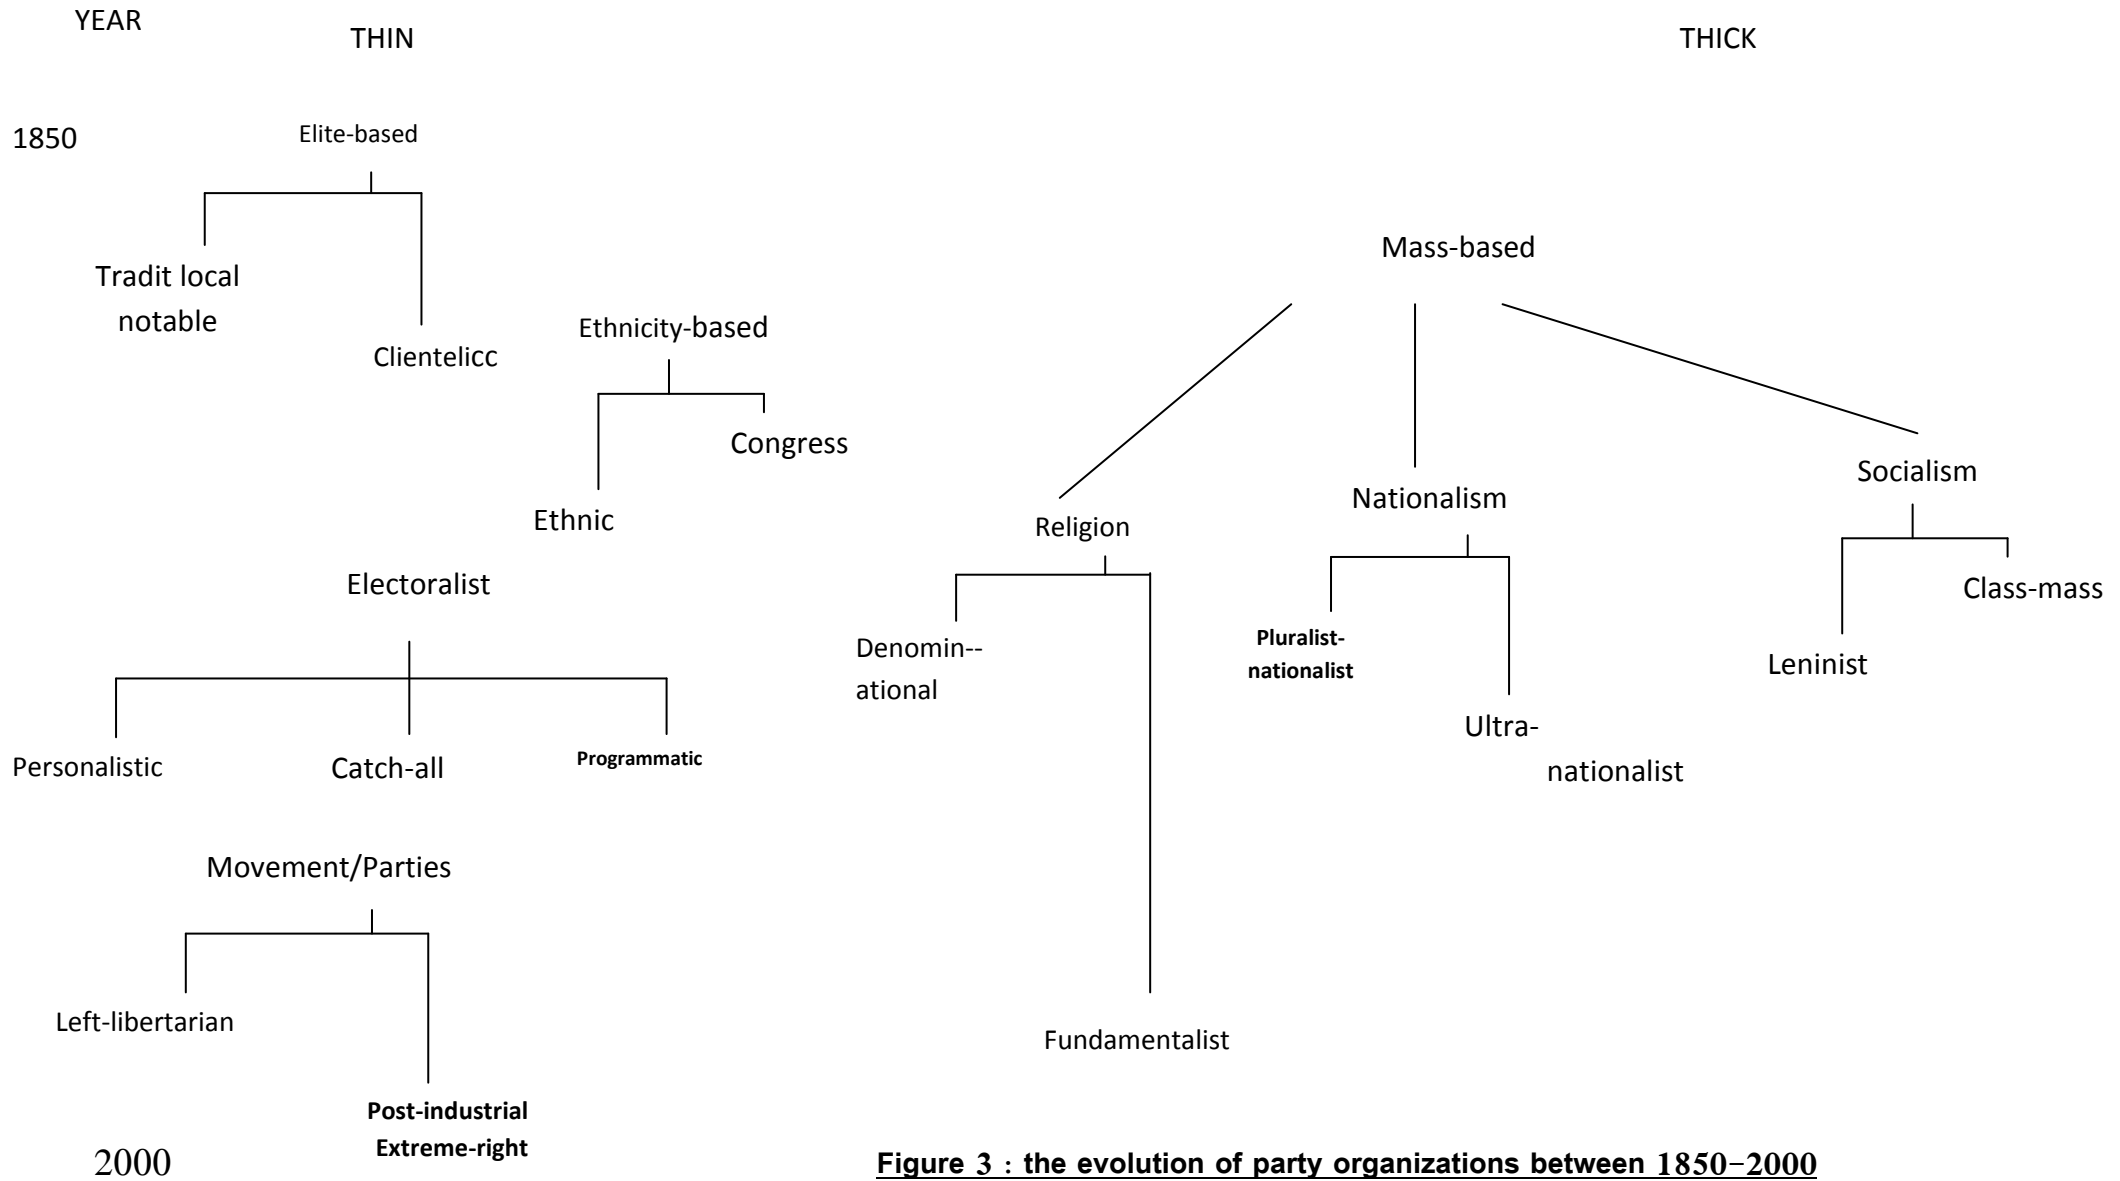 YEAR
THIN
THICK
1850
Elite-based
Mass-based
Tradit local
notable
Clientelicc
Ethnicity-based
Congress
Ethnic
Religion
Nationalism
Socialism
Electoralist
Denomin--
ational
Pluralist-
nationalist
Ultra-
nationalist
Leninist
Class-mass
Personalistic
Catch-all
Programmatic
Movement/Parties
Left-libertarian
Fundamentalist
Post-industrial
Extreme-right
2000
Figure 3 : the evolution of party organizations between 1850-2000